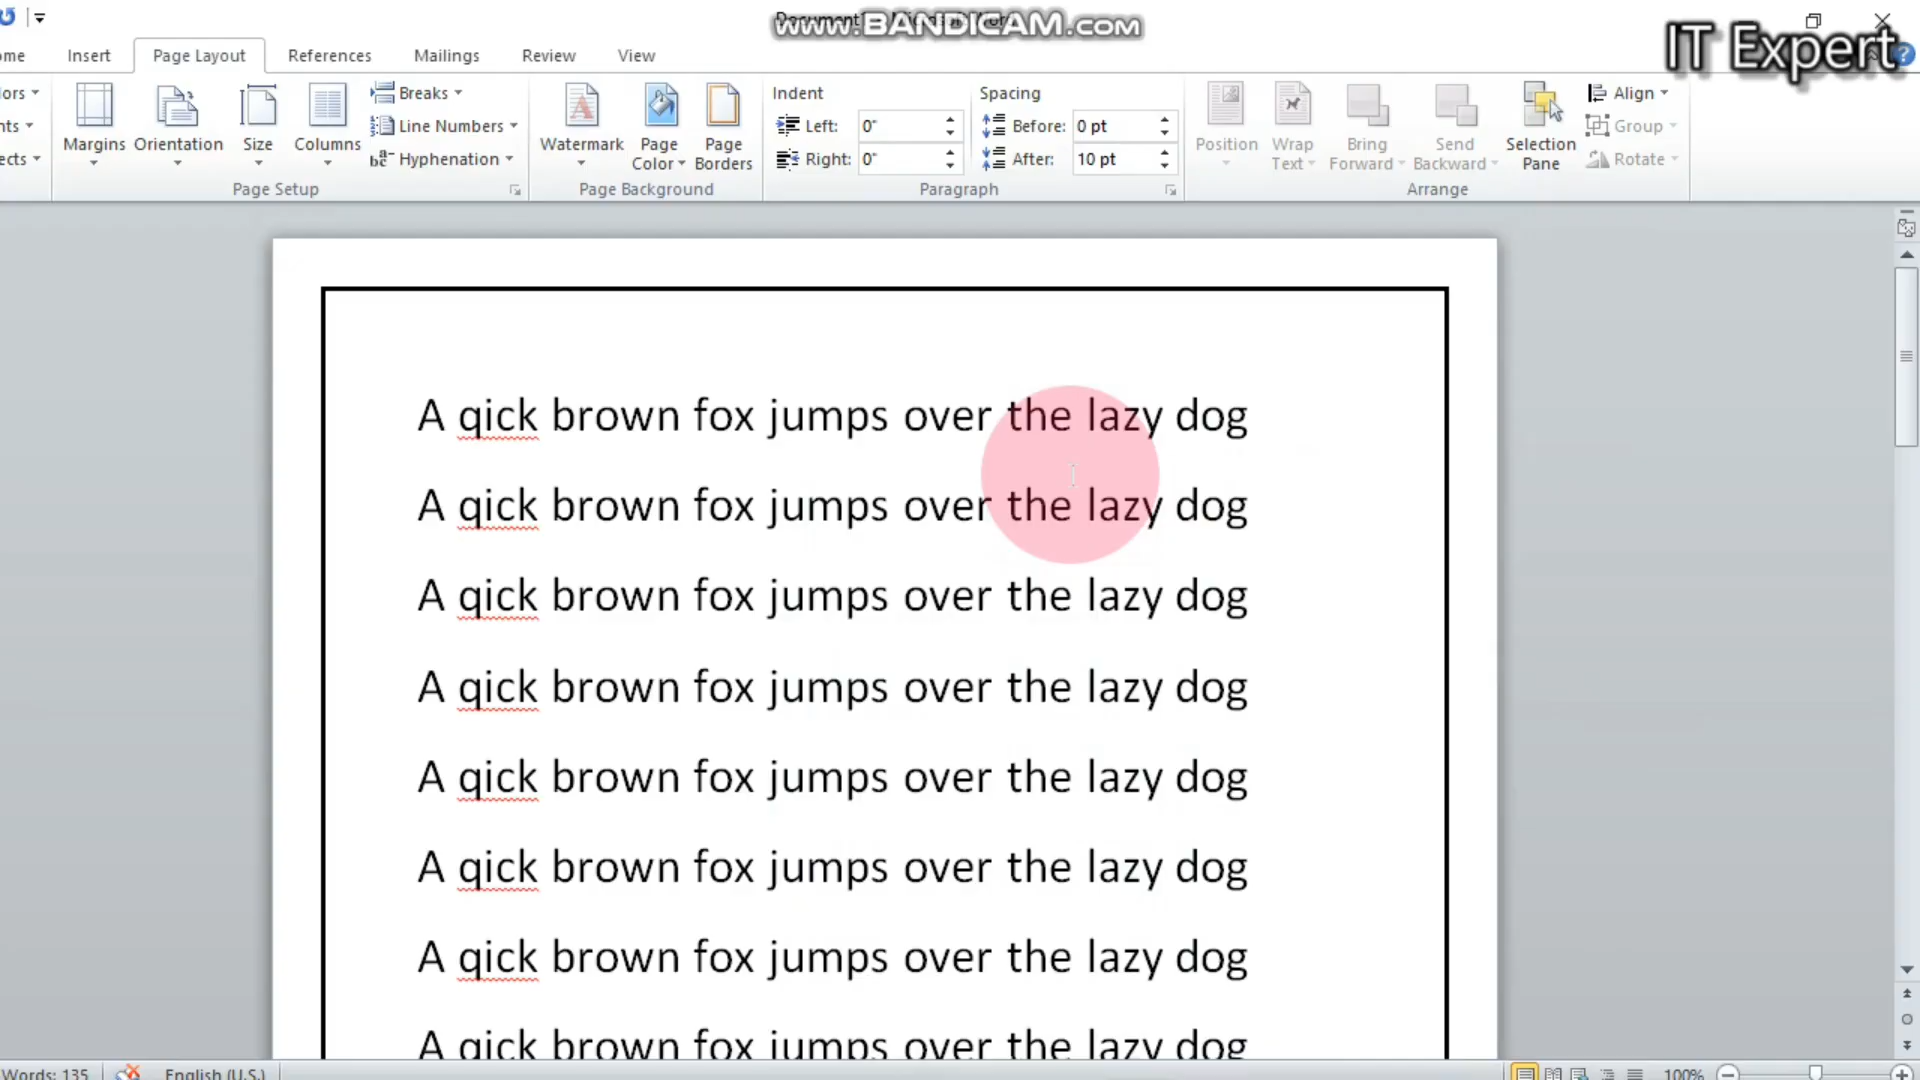 www.BANDICAM.com
IT Expert
ome Insert Page Layout References Mailings Review View
ors
nts
ects
Margins Orientation Size Columns
Breaks
Line Numbers
Hyphenation
Page Setup
Watermark Page Color Page Borders
Page Background
Indent
Left: 0"
Right: 0"
Spacing
Before: 0 pt
After: 10 pt
Paragraph
Position Wrap Text Bring Forward Send Backward Selection Pane
Align
Group
Rotate
Arrange
A qick brown fox jumps over the lazy dog
A qick brown fox jumps over the lazy dog
A qick brown fox jumps over the lazy dog
A qick brown fox jumps over the lazy dog
A qick brown fox jumps over the lazy dog
A qick brown fox jumps over the lazy dog
A qick brown fox jumps over the lazy dog
A qick brown fox jumps over the lazy dog
Words: 135 English (U.S.) 100%